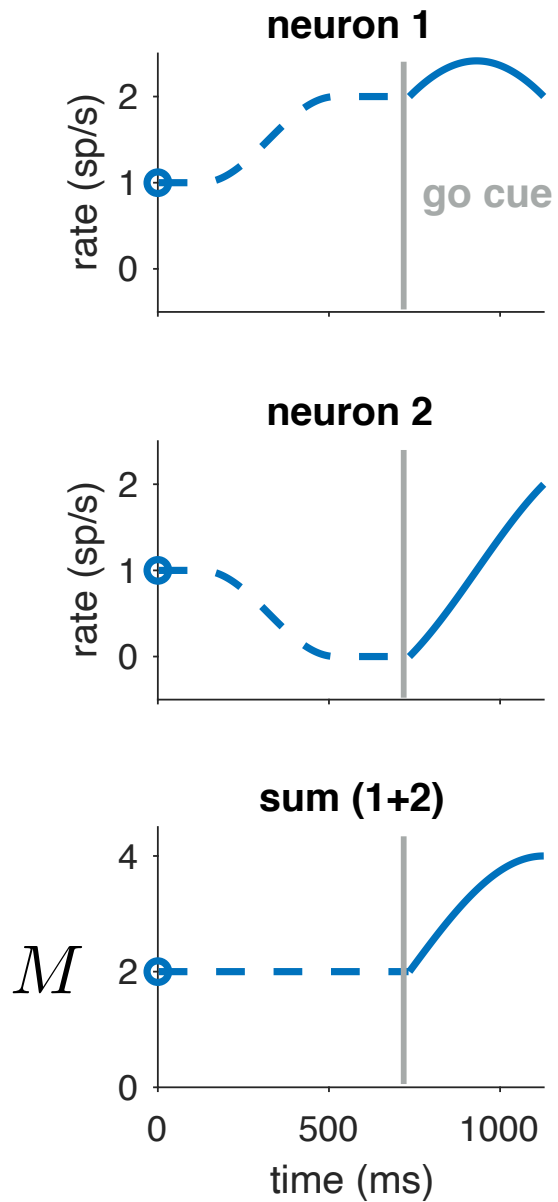 neuron 1
rate (sp/s)
2
1
0
go cue
neuron 2
rate (sp/s)
2
1
0
sum (1+2)
M
4
2
0
0 500 1000
time (ms)